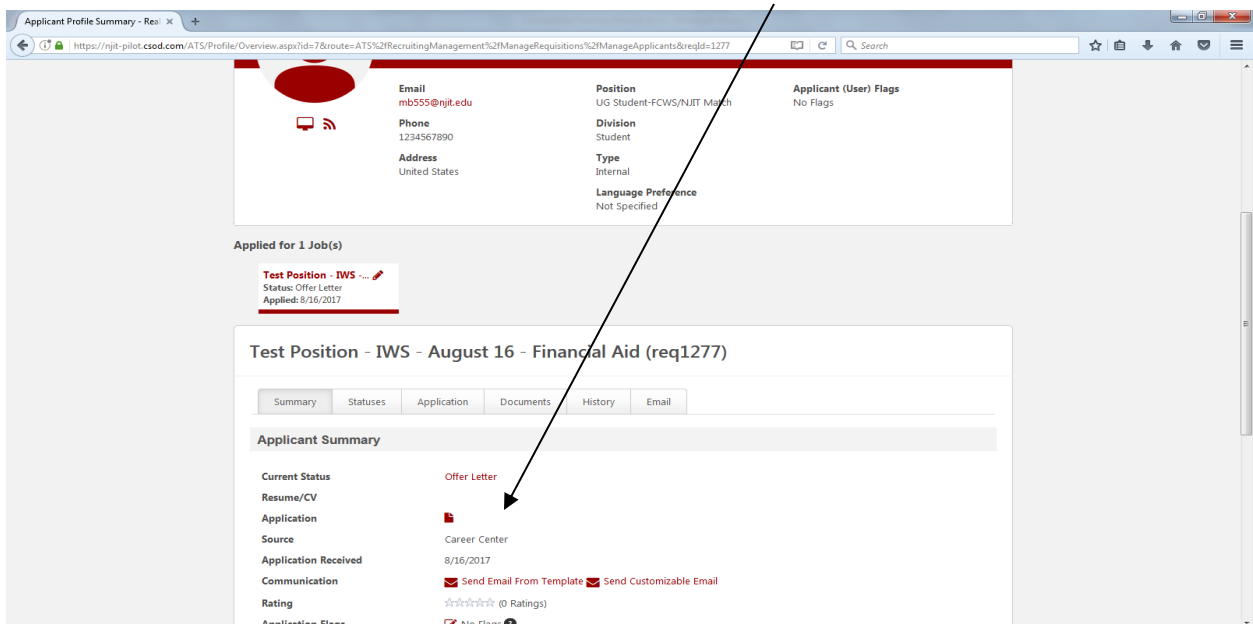 Applicant Profile Summary - Real
https://njit-pilot.csod.com/ATS/Profile/Overview.aspx?id=7&route=ATS%2fRecruitingManagement%2fManageRequisitions%2fManageApplicants&reqId=1277
Search
Email
mb555@njit.edu
Phone
1234567890
Address
United States
Position
UG Student-FCWS/NJIT Match
Division
Student
Type
Internal
Language Preference
Not Specified
Applicant (User) Flags
No Flags
Applied for 1 Job(s)
Test Position - IWS -...
Status: Offer Letter
Applied: 8/16/2017
Test Position - IWS - August 16 - Financial Aid (req1277)
Summary Statuses Application Documents History Email
Applicant Summary
Current Status Offer Letter
Resume/CV
Application
Source Career Center
Application Received 8/16/2017
Communication Send Email From Template Send Customizable Email
Rating (0 Ratings)
Application Flags No Flags ?